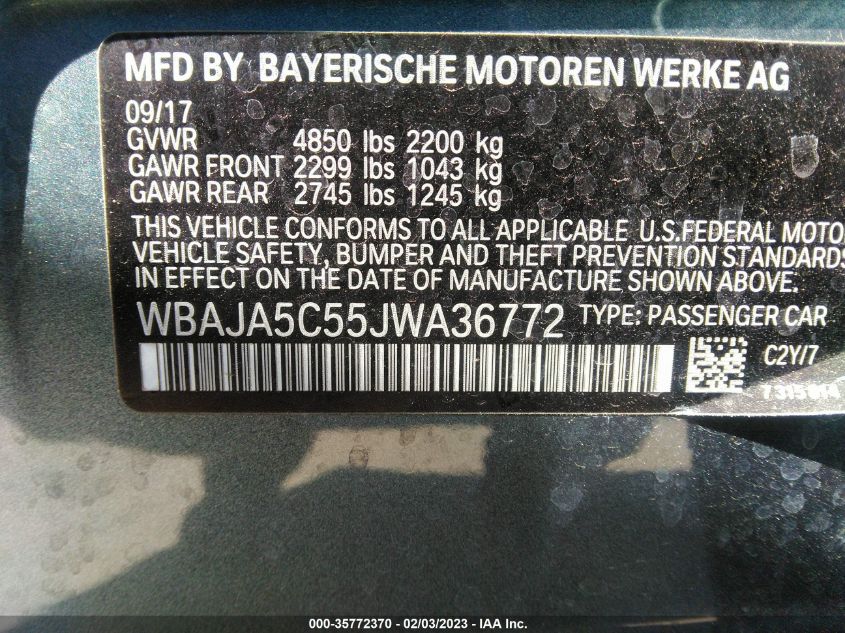 MFD BY BAYERISCHE MOTOREN WERKE AG
09/17
GVWR 4850 lbs 2200 kg
GAWR FRONT 2299 lbs 1043 kg
GAWR REAR 2745 lbs 1245 kg
THIS VEHICLE CONFORMS TO ALL APPLICABLE U.S.FEDERAL MOTO
VEHICLE SAFETY, BUMPER AND THEFT PREVENTION STANDARDS
IN EFFECT ON THE DATE OF MANUFACTURE SHOWN ABOVE.
WBAJA5C55JWA36772 TYPE: PASSENGER CAR
C2Y/7
000-35772370 - 02/03/2023 - IAA Inc.